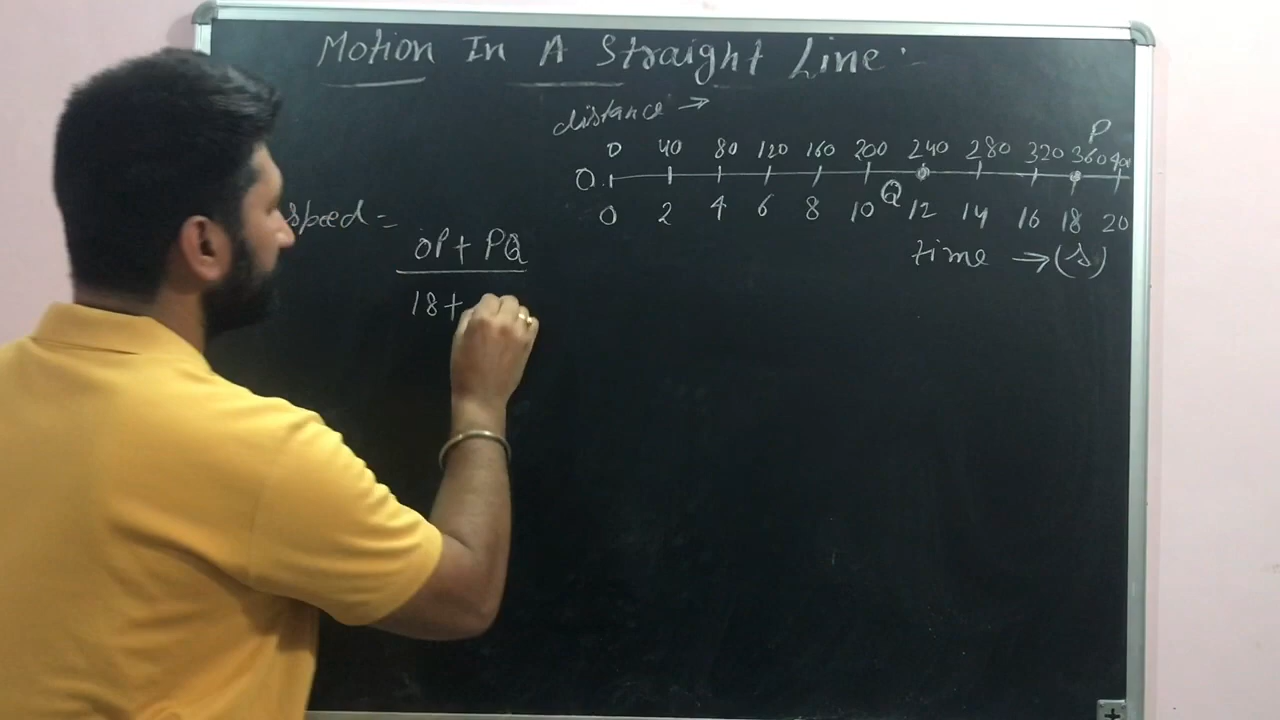 Motion In A Straight Line :-
distance →
P
0 40 80 120 160 200 240 280 320 360 400
O
Q
0 2 4 6 8 10 12 14 16 18 20
time → (s)
speed =
OP + PQ
18 +